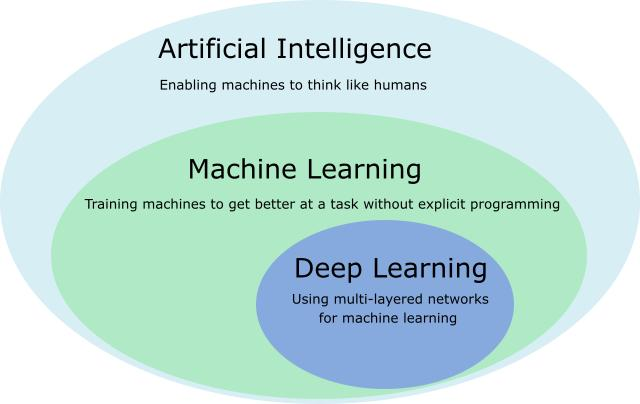 Artificial Intelligence
Enabling machines to think like humans
Machine Learning
Training machines to get better at a task without explicit programming
Deep Learning
Using multi-layered networks
for machine learning